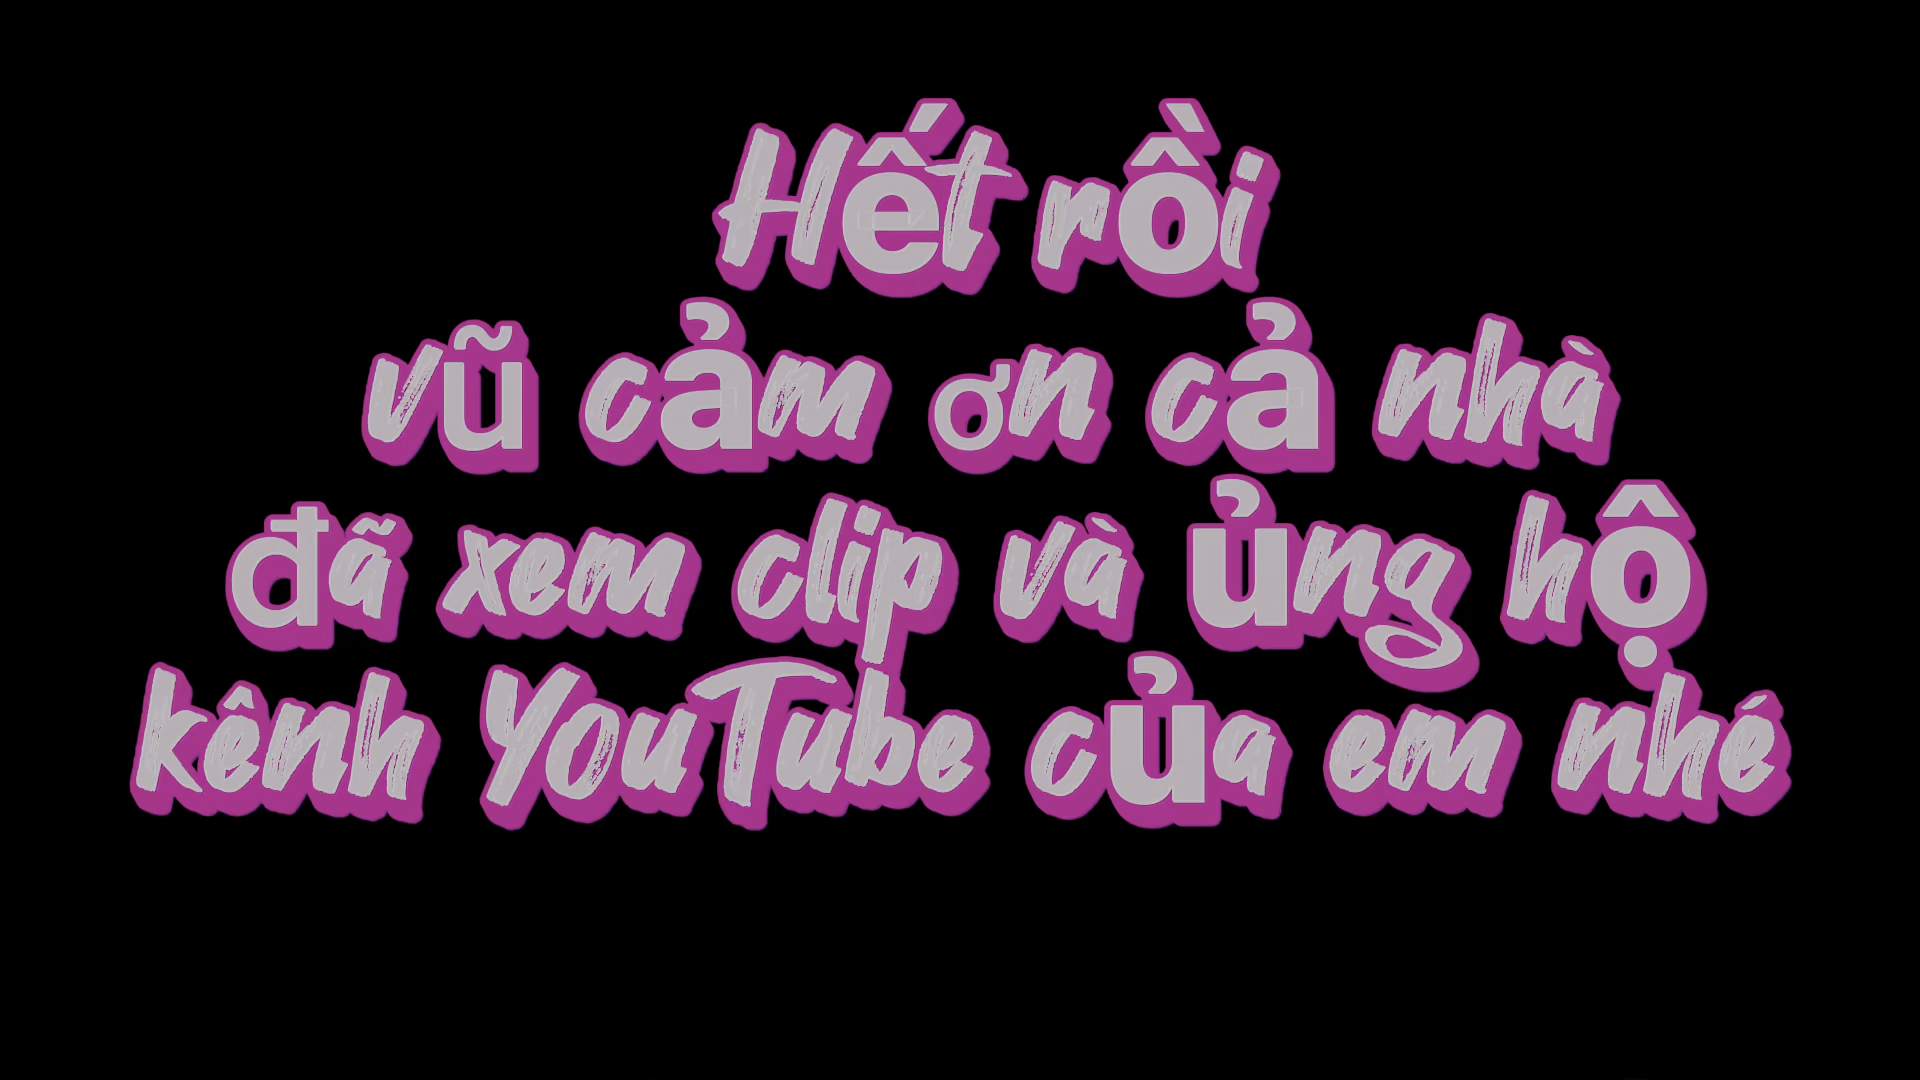 Hết rồi
vũ cảm ơn cả nhà
đã xem clip và ủng hộ
kênh YouTube của em nhé